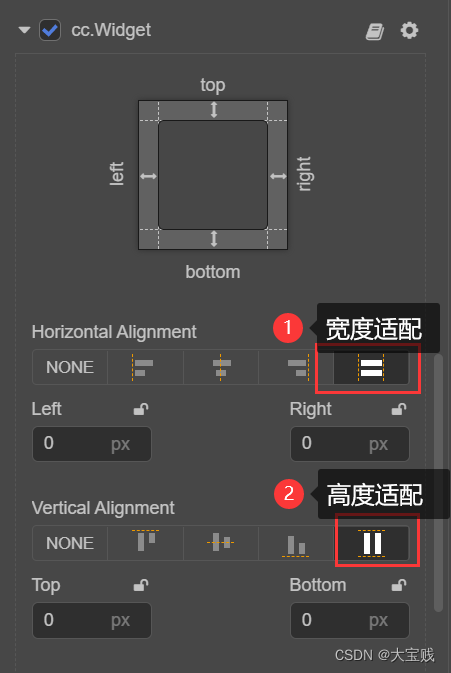 cc.Widget
top
left
right
bottom
1 宽度适配
Horizontal Alignment
NONE
Left Right
0 px 0 px
2 高度适配
Vertical Alignment
NONE
Top Bottom
0 px 0 px
CSDN @大宝贱